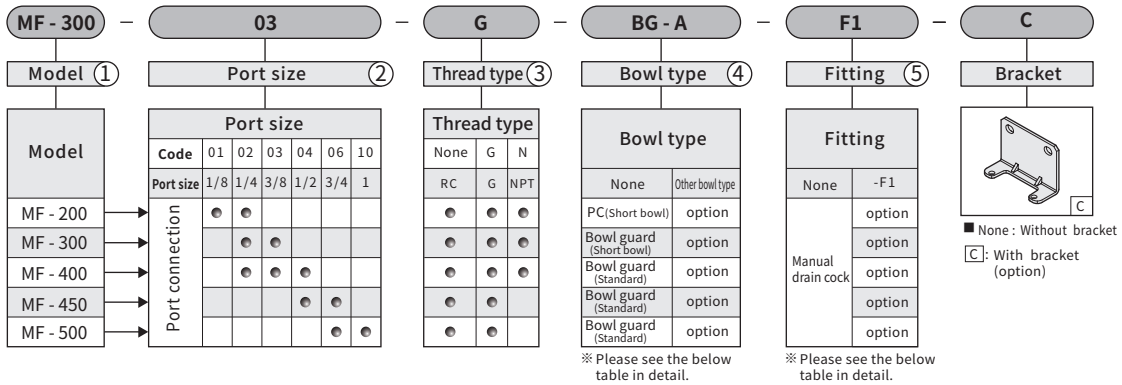 MF - 300 – 03 – G – BG - A – F1 – C
Model ① Port size ② Thread type ③ Bowl type ④ Fitting ⑤ Bracket
Model
Port size
Code 01 02 03 04 06 10
Port size 1/8 1/4 3/8 1/2 3/4 1
MF - 200
MF - 300
MF - 400
MF - 450
MF - 500
Port connection
Thread type
None G N
RC G NPT
Bowl type
None Other bowl type
PC(Short bowl) option
Bowl guard option
(Short bowl)
Bowl guard option
(Standard)
Bowl guard option
(Standard)
Bowl guard option
(Standard)
※ Please see the below
table in detail.
Fitting
None -F1
Manual
drain cock
option
option
option
option
option
※ Please see the below
table in detail.
C
■ None : Without bracket
C : With bracket
(option)